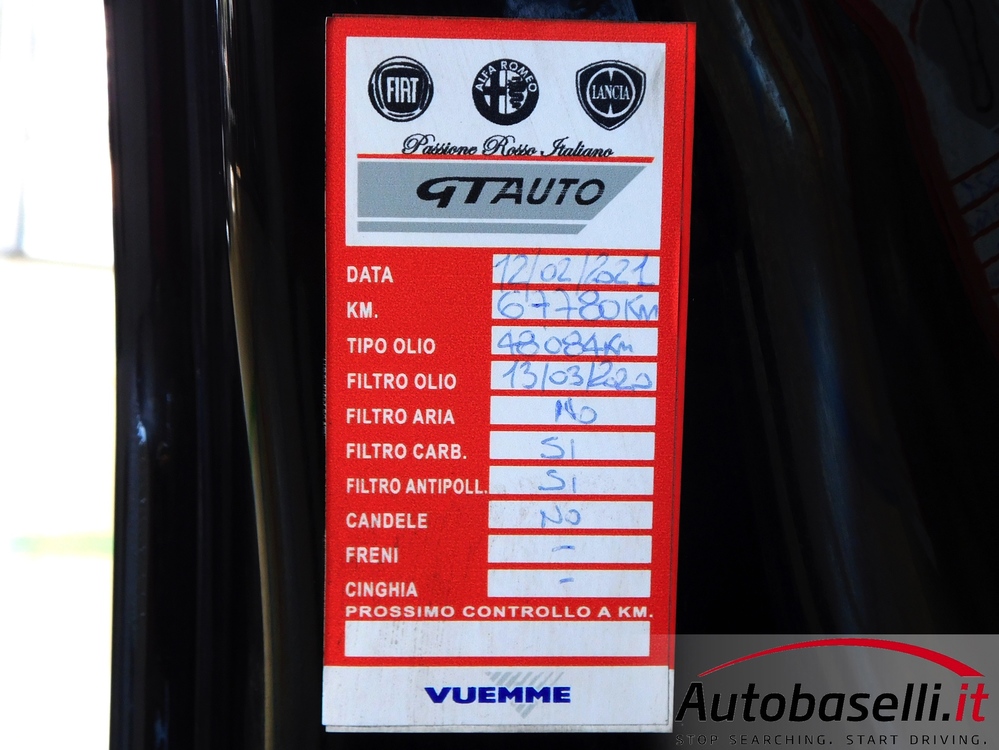 FIAT ALFA ROMEO LANCIA
Passione Rosso Italiano
GTAUTO
DATA 12/02/2021
KM. 67780Km
TIPO OLIO 48084Km
FILTRO OLIO 13/03/2020
FILTRO ARIA NO
FILTRO CARB. SI
FILTRO ANTIPOLL. SI
CANDELE NO
FRENI -
CINGHIA -
PROSSIMO CONTROLLO A KM.
VUEMME
Autobaselli.it
STOP SEARCHING. START DRIVING.